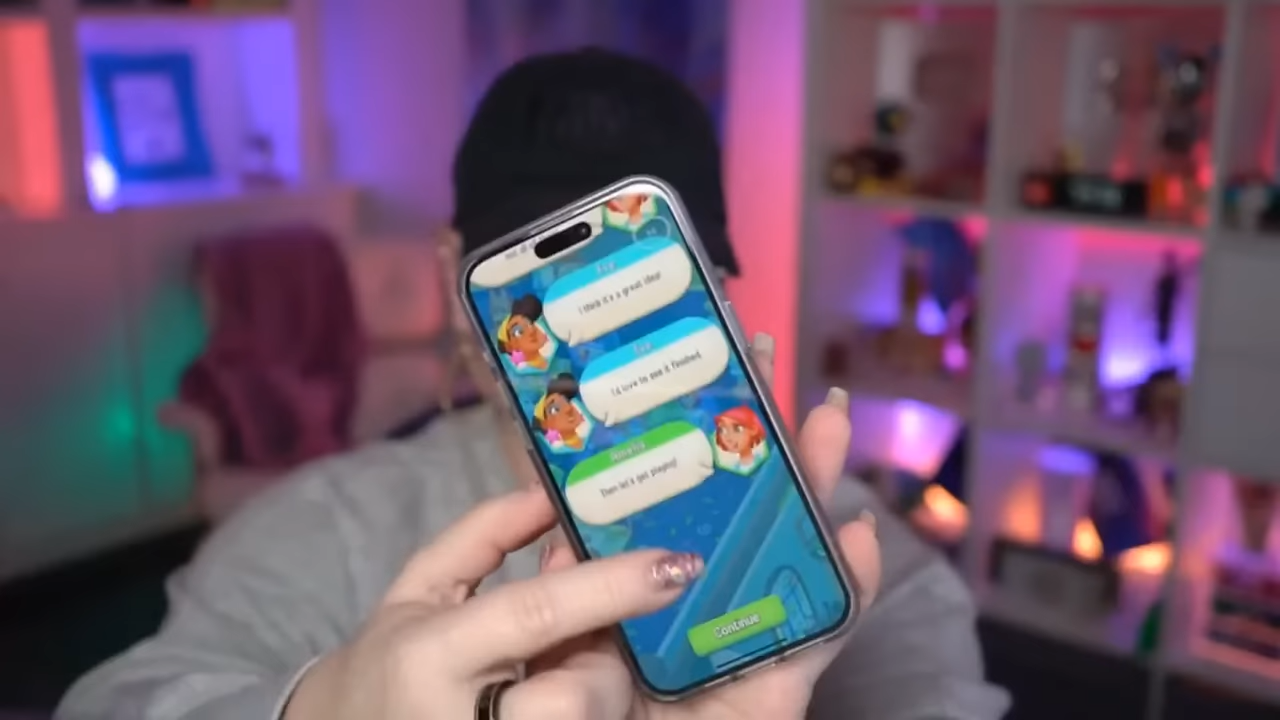 I think it's a great idea!
I'd love to see it finished.
Then let's get playing!
Continue